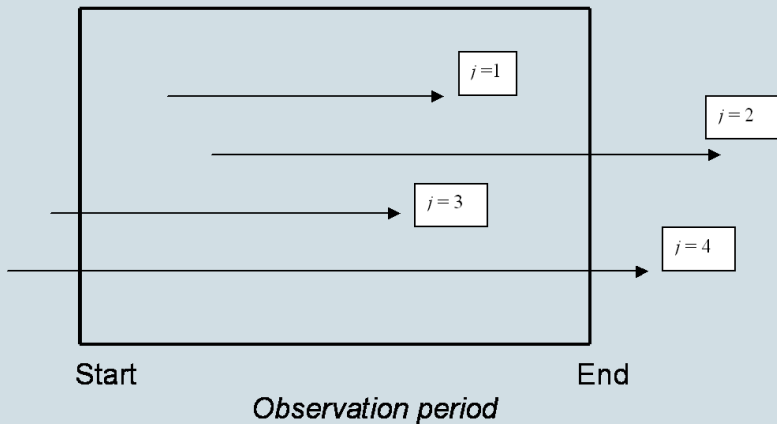 j =1
j = 2
j = 3
j = 4
Start
End
Observation period